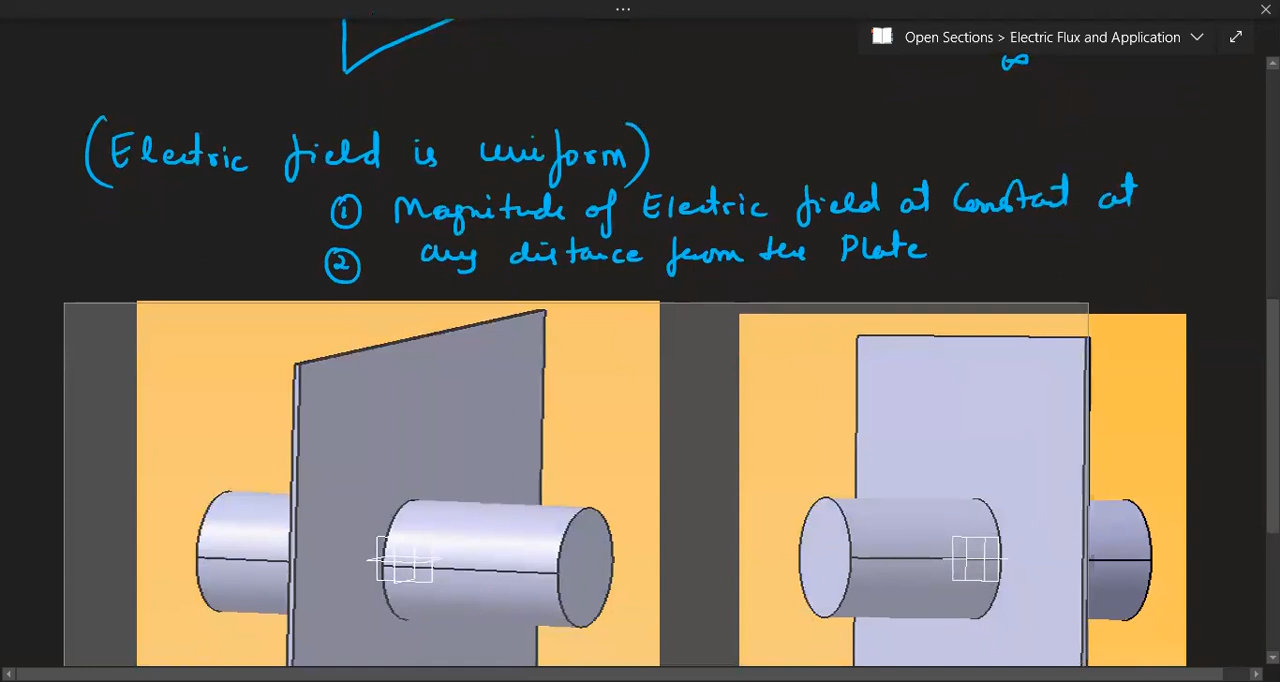 Open Sections > Electric Flux and Application
∞
(Electric field is uniform)
① Magnitude of Electric field at Constat at
② any distance from the Plate